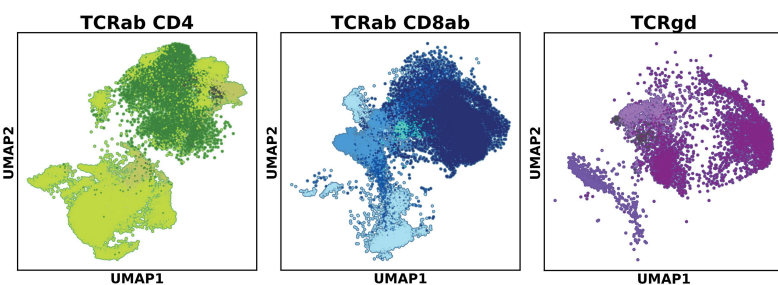 TCRab CD4
TCRab CD8ab
TCRgd
UMAP2
UMAP2
UMAP2
UMAP1
UMAP1
UMAP1